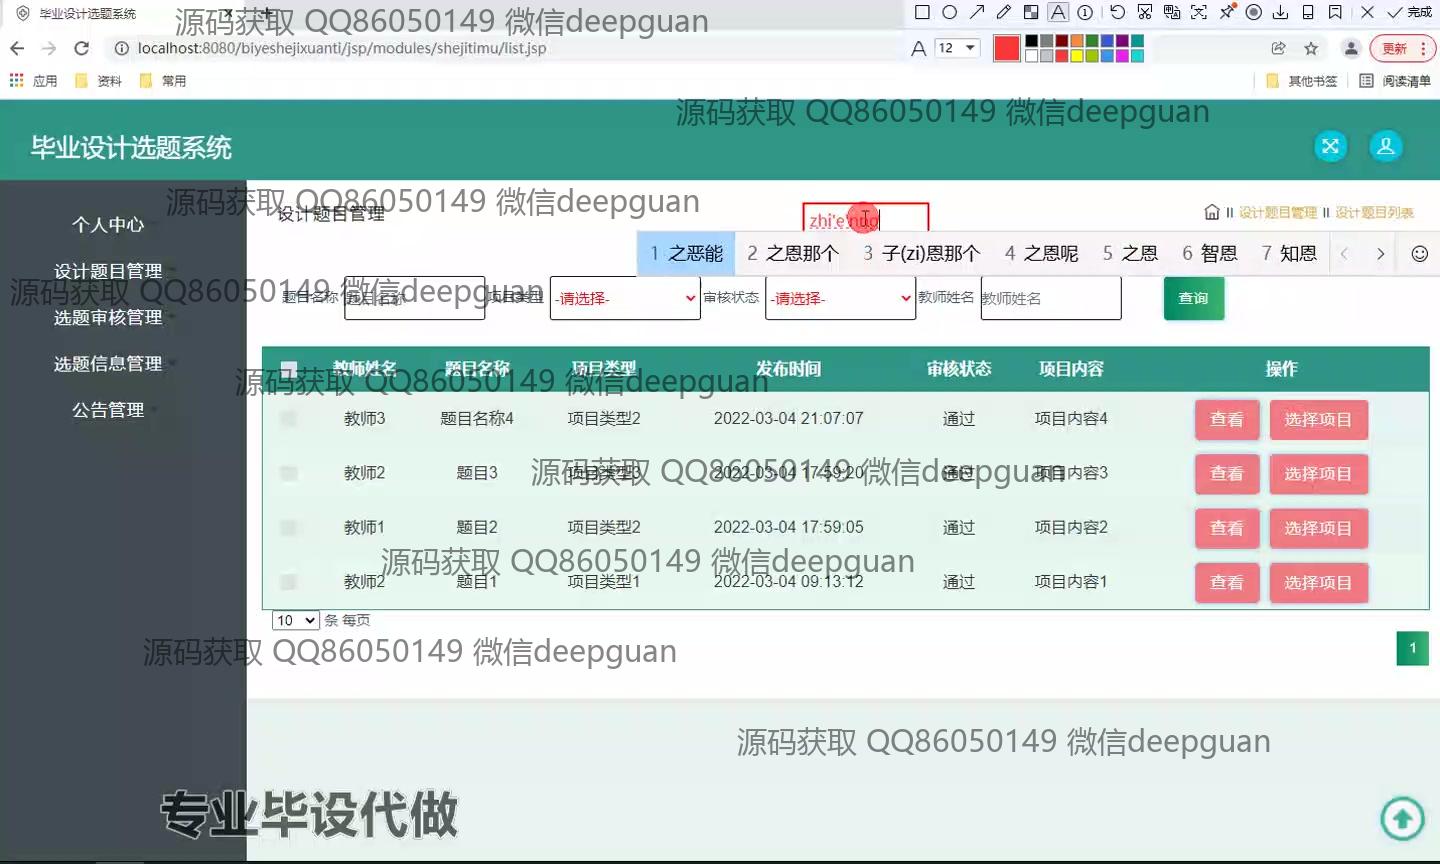 毕业设计选题系统
源码获取 QQ86050149 微信deepguan
完成
localhost:8080/biyeshejixuanti/jsp/modules/shejitimu/list.jsp
12
更新
应用 资料 常用 其他书签 阅读清单
源码获取 QQ86050149 微信deepguan
毕业设计选题系统
源码获取 QQ86050149 微信deepguan
设计题目管理
设计题目管理 设计题目列表
1 之恶能 2 之恩那个 3 子(zi)恩那个 4 之恩呢 5 之恩 6 智恩 7 知恩
个人中心
设计题目管理
选题审核管理
选题信息管理
公告管理
源码获取 QQ86050149 微信deepguan
题目名称 题目名称 项目类型 -请选择- 审核状态 -请选择- 教师姓名 教师姓名 查询
教师姓名 题目名称 项目类型 发布时间 审核状态 项目内容 操作
源码获取 QQ86050149 微信deepguan
教师3 题目名称4 项目类型2 2022-03-04 21:07:07 通过 项目内容4 查看 选择项目
教师2 题目3 项目类型3 2022-03-04 17:59:20 通过 项目内容3 查看 选择项目
源码获取 QQ86050149 微信deepguan
教师1 题目2 项目类型2 2022-03-04 17:59:05 通过 项目内容2 查看 选择项目
源码获取 QQ86050149 微信deepguan
教师2 题目1 项目类型1 2022-03-04 09:13:12 通过 项目内容1 查看 选择项目
10 条 每页
1
源码获取 QQ86050149 微信deepguan
源码获取 QQ86050149 微信deepguan
专业毕设代做